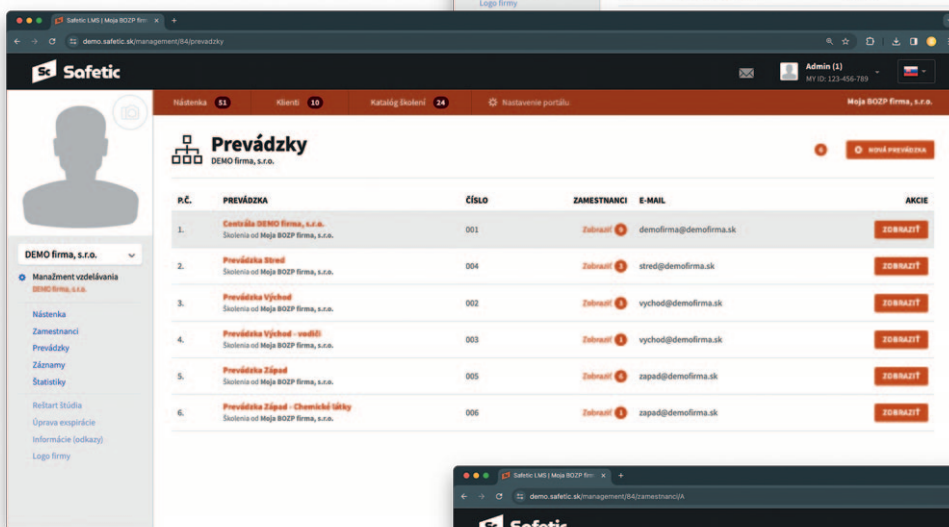 Logo firmy
Safetic LMS | Moja BOZP firm
demo.safetic.sk/management/84/prevadzky
Sc Safetic
Admin (1)
MY ID: 123-456-789
Nástenka 51 Klienti 10 Katalóg školení 24 Nastavenie portálu Moja BOZP firma, s.r.o.
Prevádzky
DEMO firma, s.r.o.
6 NOVÁ PREVÁDZKA
P.Č. PREVÁDZKA ČÍSLO ZAMESTNANCI E-MAIL AKCIE
1. Centrála DEMO firma, s.r.o. 001 Zobraziť demofirma@demofirma.sk ZOBRAZIŤ
Školenia od Moja BOZP firma, s.r.o.
2. Prevádzka Stred 004 Zobraziť stred@demofirma.sk ZOBRAZIŤ
Školenia od Moja BOZP firma, s.r.o.
3. Prevádzka Východ 002 Zobraziť vychod@demofirma.sk ZOBRAZIŤ
Školenia od Moja BOZP firma, s.r.o.
4. Prevádzka Východ - vodiči 003 Zobraziť vychod@demofirma.sk ZOBRAZIŤ
Školenia od Moja BOZP firma, s.r.o.
5. Prevádzka Západ 005 Zobraziť zapad@demofirma.sk ZOBRAZIŤ
Školenia od Moja BOZP firma, s.r.o.
6. Prevádzka Západ - Chemické látky 006 Zobraziť 1 zapad@demofirma.sk ZOBRAZIŤ
Školenia od Moja BOZP firma, s.r.o.
DEMO firma, s.r.o.
Manažment vzdelávania
DEMO firma, s.r.o.
Nástenka
Zamestnanci
Prevádzky
Záznamy
Štatistiky
Reštart štúdia
Úprava exspirácie
Informácie (odkazy)
Logo firmy
Safetic LMS | Moja BOZP firm
demo.safetic.sk/management/84/zamestnanci/A
Safetic